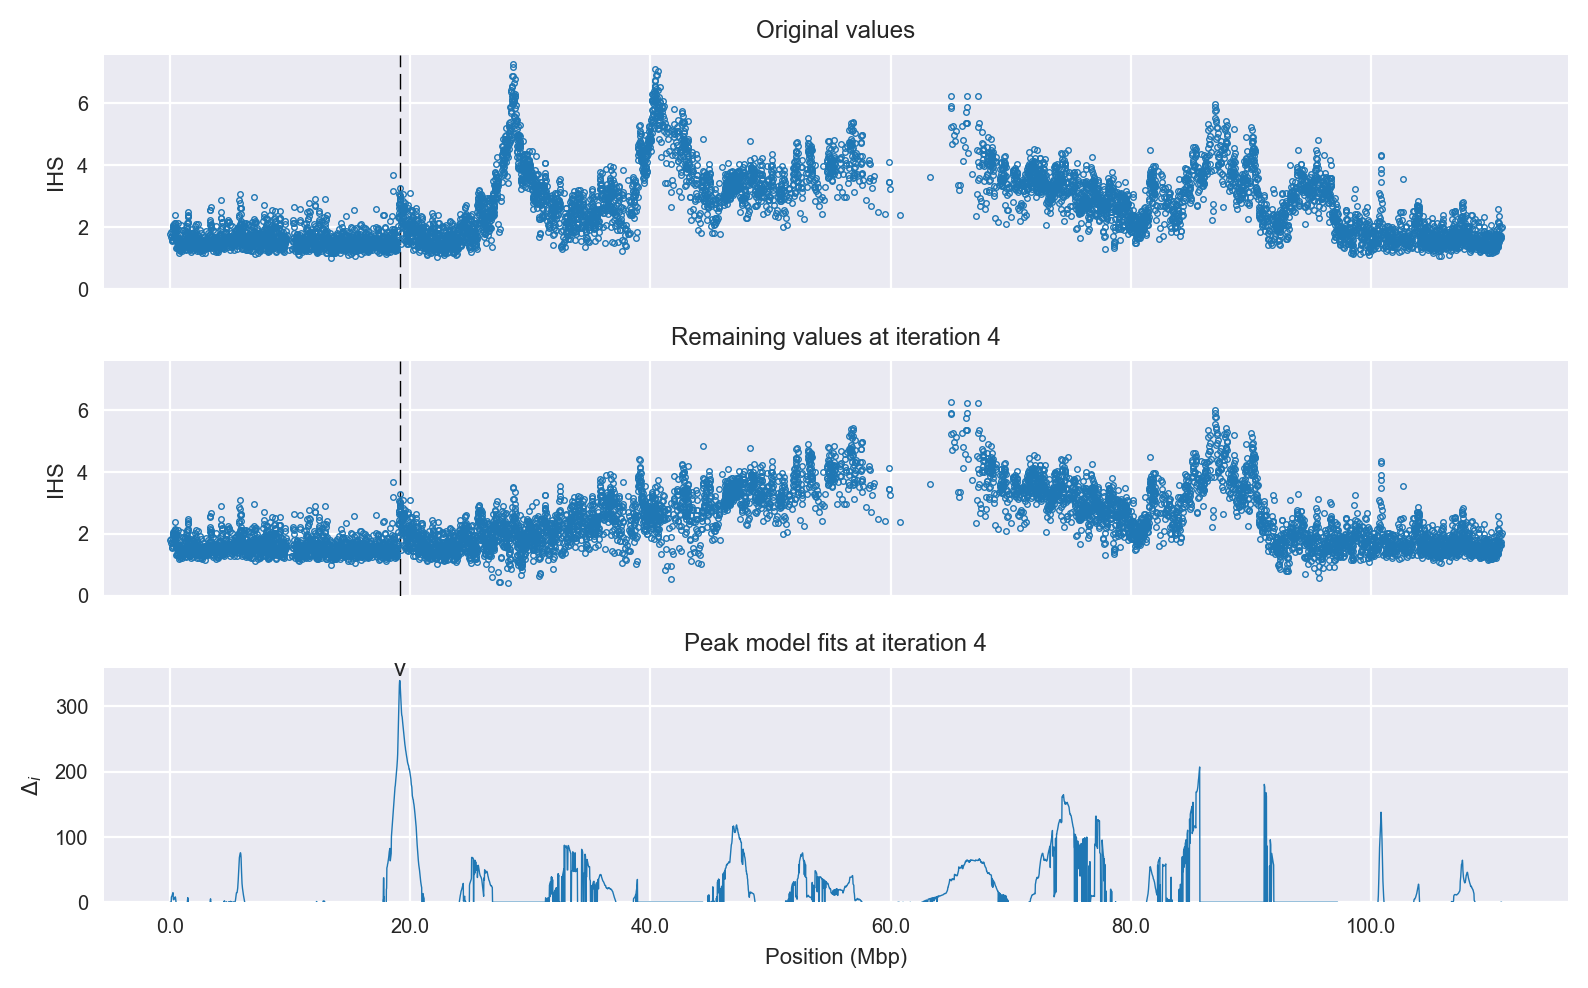 Original values
6
4
2
0
IHS
Remaining values at iteration 4
6
4
2
0
IHS
Peak model fits at iteration 4
v
300
200
100
0
Δi
0.0 20.0 40.0 60.0 80.0 100.0
Position (Mbp)